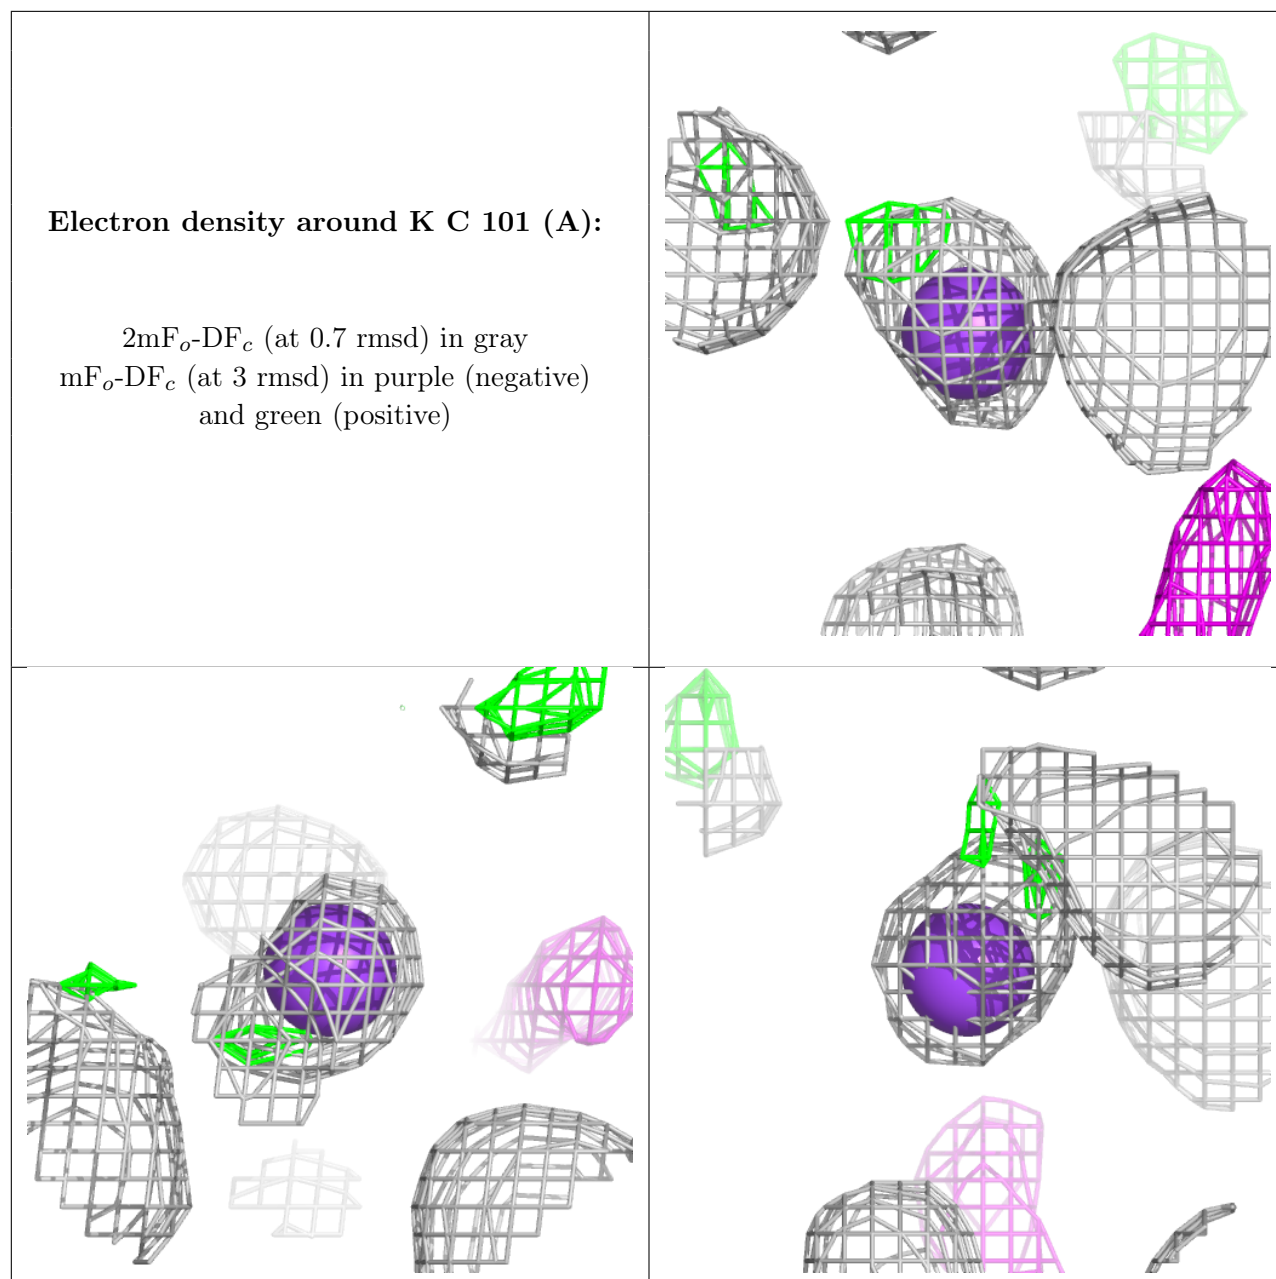 Electron density around K C 101 (A):
2mFₒ-DF𝒸 (at 0.7 rmsd) in gray
mFₒ-DF𝒸 (at 3 rmsd) in purple (negative)
and green (positive)